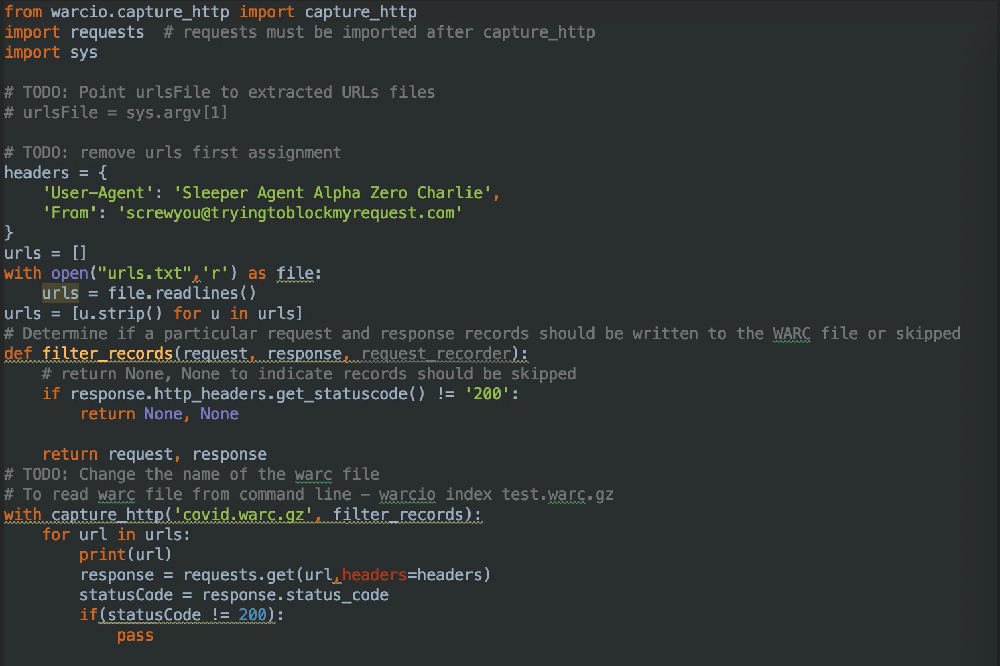 from warcio.capture_http import capture_http
import requests  # requests must be imported after capture_http
import sys

# TODO: Point urlsFile to extracted URLs files
# urlsFile = sys.argv[1]

# TODO: remove urls first assignment
headers = {
    'User-Agent': 'Sleeper Agent Alpha Zero Charlie',
    'From': 'screwyou@tryingtoblockmyrequest.com'
}
urls = []
with open("urls.txt",'r') as file:
    urls = file.readlines()
urls = [u.strip() for u in urls]
# Determine if a particular request and response records should be written to the WARC file or skipped
def filter_records(request, response, request_recorder):
    # return None, None to indicate records should be skipped
    if response.http_headers.get_statuscode() != '200':
        return None, None

    return request, response
# TODO: Change the name of the warc file
# To read warc file from command line - warcio index test.warc.gz
with capture_http('covid.warc.gz', filter_records):
    for url in urls:
        print(url)
        response = requests.get(url,headers=headers)
        statusCode = response.status_code
        if(statusCode != 200):
            pass